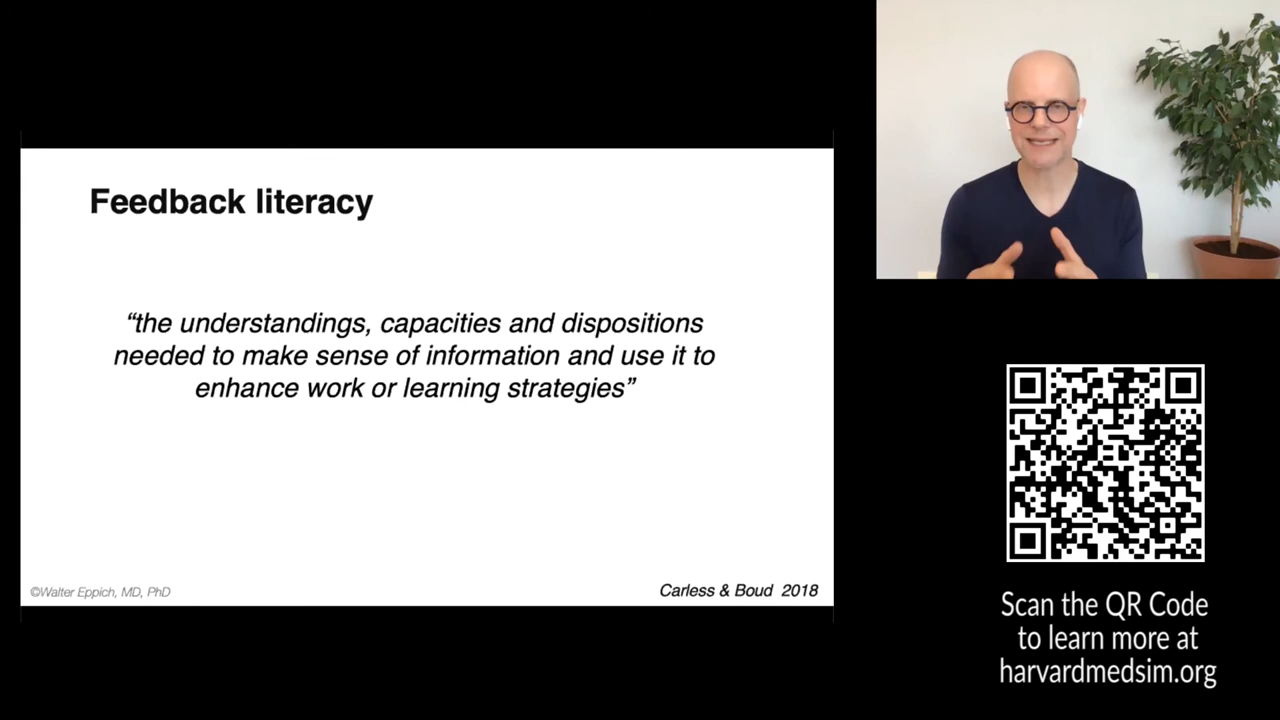 Feedback literacy
“the understandings, capacities and dispositions
needed to make sense of information and use it to
enhance work or learning strategies”
©Walter Eppich, MD, PhD
Carless & Boud 2018
Scan the QR Code
to learn more at
harvardmedsim.org